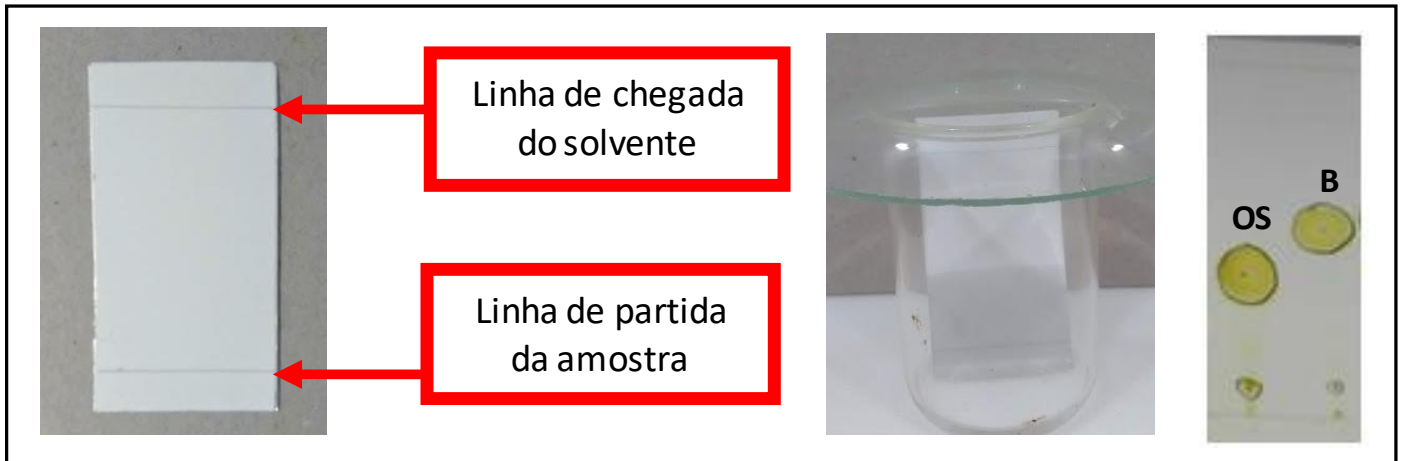 Linha de chegada
do solvente
Linha de partida
da amostra
OS
B